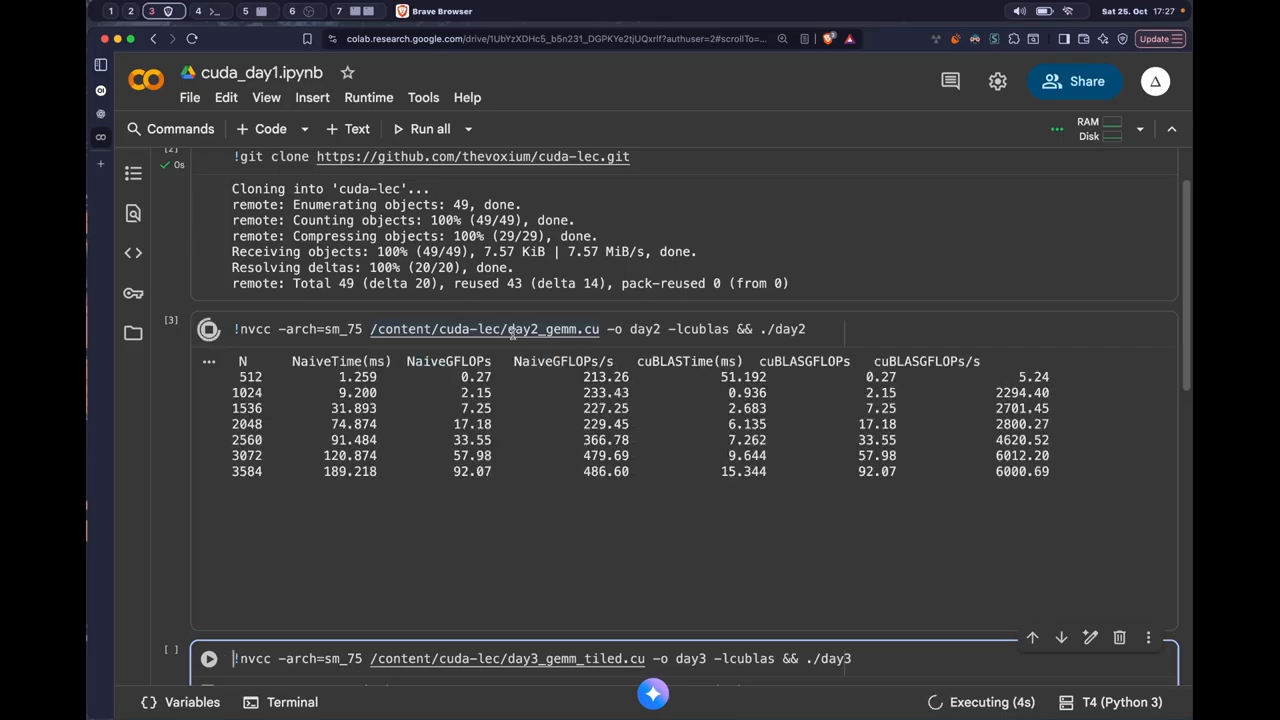 1 2 3 4 5 6 7 Brave Browser Sat 25. Oct 17:27
colab.research.google.com/drive/1UbYzXDHc5_b5n231_DGPKYe2tjUQxrlf?authuser=2#scrollTo=... Update
cuda_day1.ipynb
File Edit View Insert Runtime Tools Help
Share
Commands + Code + Text Run all
RAM
Disk
[2]
0s
!git clone https://github.com/thevoxium/cuda-lec.git
Cloning into 'cuda-lec'...
remote: Enumerating objects: 49, done.
remote: Counting objects: 100% (49/49), done.
remote: Compressing objects: 100% (29/29), done.
Receiving objects: 100% (49/49), 7.57 KiB | 7.57 MiB/s, done.
Resolving deltas: 100% (20/20), done.
remote: Total 49 (delta 20), reused 43 (delta 14), pack-reused 0 (from 0)
[3]
!nvcc -arch=sm_75 /content/cuda-lec/day2_gemm.cu -o day2 -lcublas && ./day2
N NaiveTime(ms) NaiveGFLOPs NaiveGFLOPs/s cuBLASTime(ms) cuBLASGFLOPs cuBLASGFLOPs/s
512 1.259 0.27 213.26 51.192 0.27 5.24
1024 9.200 2.15 233.43 0.936 2.15 2294.40
1536 31.893 7.25 227.25 2.683 7.25 2701.45
2048 74.874 17.18 229.45 6.135 17.18 2800.27
2560 91.484 33.55 366.78 7.262 33.55 4620.52
3072 120.874 57.98 479.69 9.644 57.98 6012.20
3584 189.218 92.07 486.60 15.344 92.07 6000.69
[ ]
!nvcc -arch=sm_75 /content/cuda-lec/day3_gemm_tiled.cu -o day3 -lcublas && ./day3
Variables Terminal Executing (4s) T4 (Python 3)